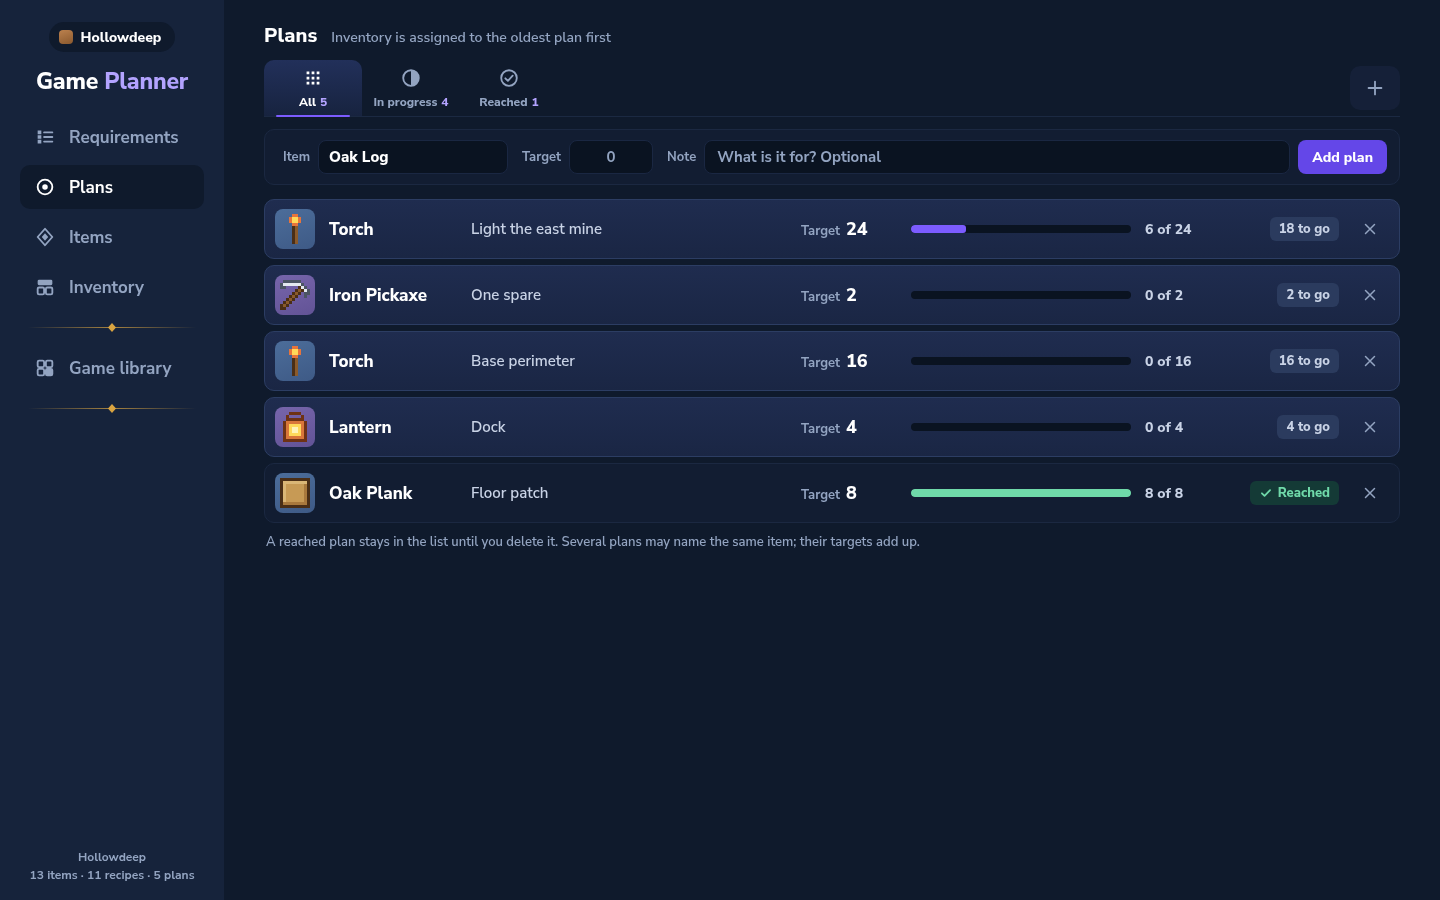 Hollowdeep
Game Planner
Requirements
Plans
Items
Inventory
Game library
Hollowdeep
13 items · 11 recipes · 5 plans
Plans Inventory is assigned to the oldest plan first
All 5 In progress 4 Reached 1
Item Oak Log Target 0 Note What is it for? Optional Add plan
Torch Light the east mine Target 24 6 of 24 18 to go
Iron Pickaxe One spare Target 2 0 of 2 2 to go
Torch Base perimeter Target 16 0 of 16 16 to go
Lantern Dock Target 4 0 of 4 4 to go
Oak Plank Floor patch Target 8 8 of 8 Reached
A reached plan stays in the list until you delete it. Several plans may name the same item; their targets add up.